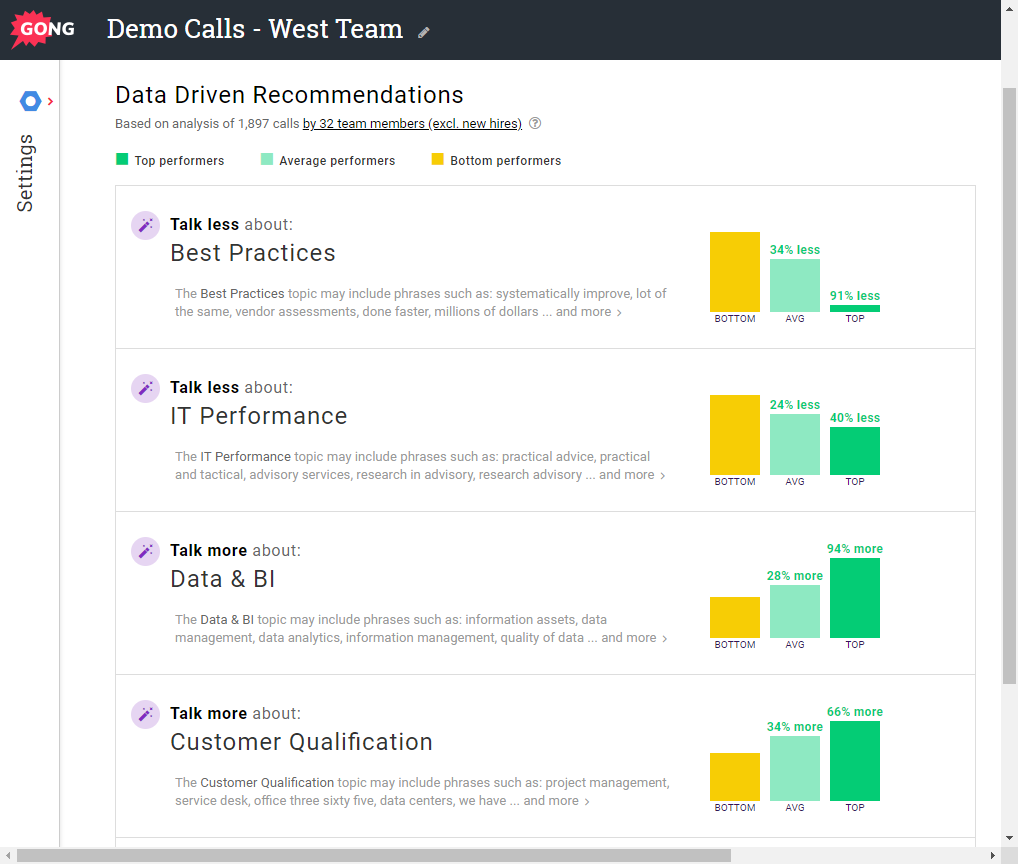 GONG
Demo Calls - West Team
Settings
Data Driven Recommendations
Based on analysis of 1,897 calls by 32 team members (excl. new hires) ?
Top performers Average performers Bottom performers
Talk less about:
Best Practices
The Best Practices topic may include phrases such as: systematically improve, lot of
the same, vendor assessments, done faster, millions of dollars ... and more ›
34% less
91% less
BOTTOM AVG TOP
Talk less about:
IT Performance
The IT Performance topic may include phrases such as: practical advice, practical
and tactical, advisory services, research in advisory, research advisory ... and more ›
24% less
40% less
BOTTOM AVG TOP
Talk more about:
Data & BI
The Data & BI topic may include phrases such as: information assets, data
management, data analytics, information management, quality of data ... and more ›
94% more
28% more
BOTTOM AVG TOP
Talk more about:
Customer Qualification
The Customer Qualification topic may include phrases such as: project management,
service desk, office three sixty five, data centers, we have ... and more ›
66% more
34% more
BOTTOM AVG TOP